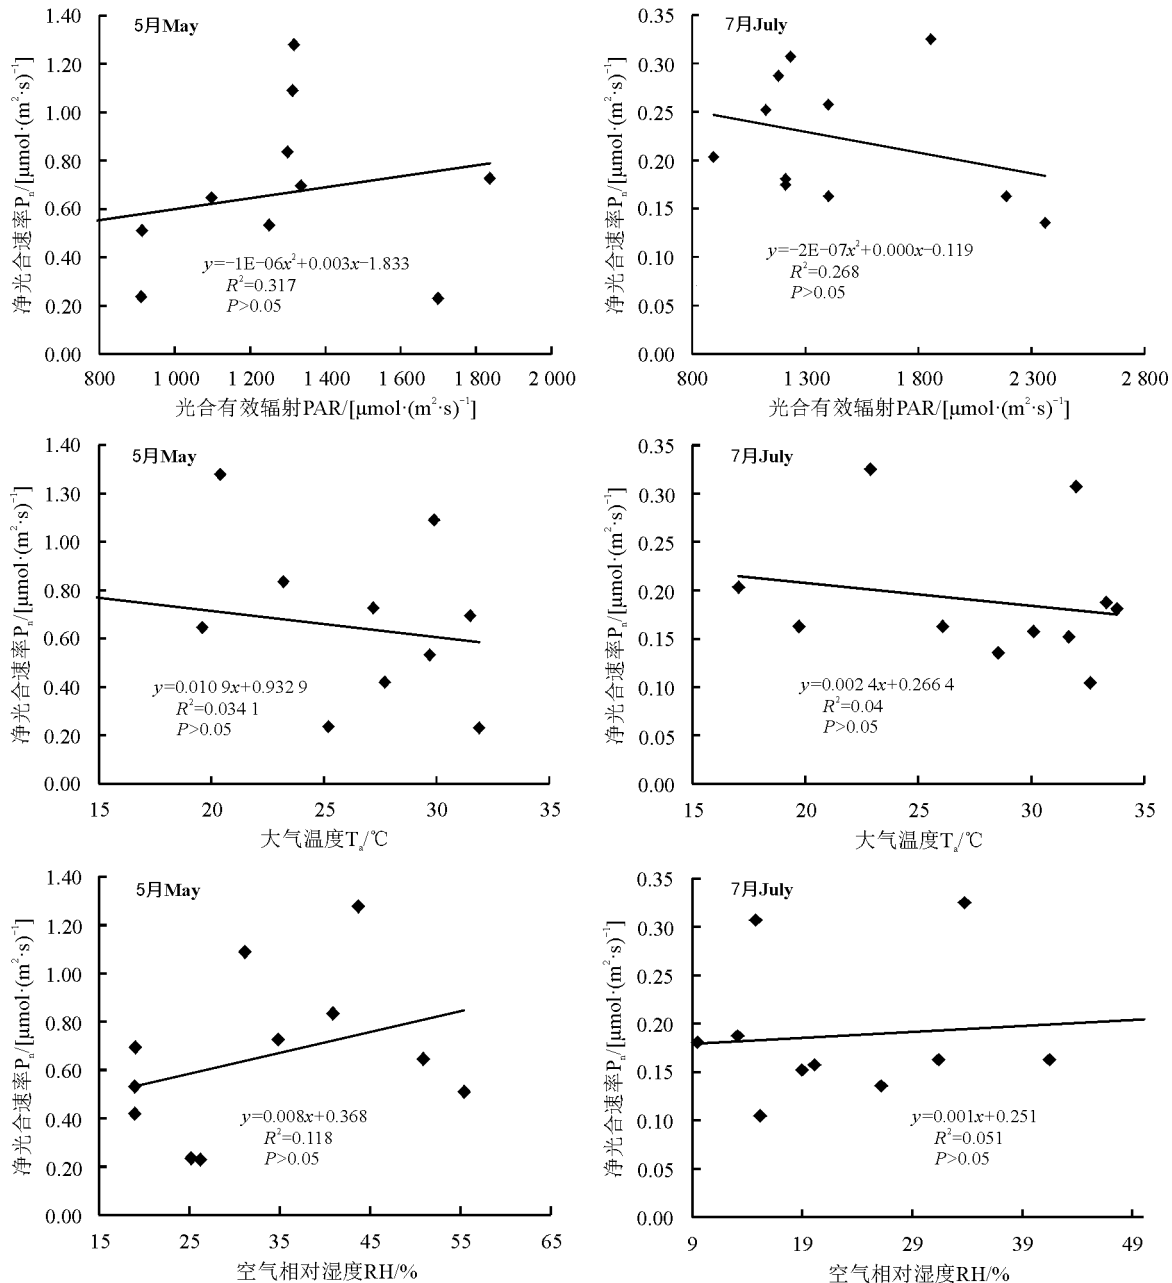 5月May
1.40
1.20
1.00
0.80
0.60
0.40
0.20
0.00
净光合速率Pn/[μmol·(m²·s)⁻¹]
y=−1E−06x²+0.003x−1.833
R²=0.317
P>0.05
800 1 000 1 200 1 400 1 600 1 800 2 000
光合有效辐射PAR/[μmol·(m²·s)⁻¹]
7月July
0.35
0.30
0.25
0.20
0.15
0.10
0.05
0.00
净光合速率Pn/[μmol·(m²·s)⁻¹]
y=−2E−07x²+0.000x−0.119
R²=0.268
P>0.05
800 1 300 1 800 2 300 2 800
光合有效辐射PAR/[μmol·(m²·s)⁻¹]
5月May
1.40
1.30
1.00
0.80
0.60
0.40
0.20
0.00
净光合速率Pn/[μmol·(m²·s)⁻¹]
y=0.010 9x+0.932 9
R²=0.034 1
P>0.05
15 20 25 30 35
大气温度Ta/℃
7月July
0.35
0.30
0.25
0.20
0.15
0.10
0.05
0.00
净光合速率Pn/[μmol·(m²·s)⁻¹]
y=0.002 4x+0.266 4
R²=0.04
P>0.05
15 20 25 30 35
大气温度Ta/℃
5月May
1.40
1.20
1.00
0.80
0.60
0.40
0.20
0.00
净光合速率Pn/[μmol·(m²·s)⁻¹]
y=0.008x+0.368
R²=0.118
P>0.05
15 25 35 45 55 65
空气相对湿度RH/%
7月July
0.35
0.30
0.25
0.20
0.15
0.10
0.05
0.00
净光合速率Pn/[μmol·(m²·s)⁻¹]
y=0.001x+0.251
R²=0.051
P>0.05
9 19 29 39 49
空气相对湿度RH/%